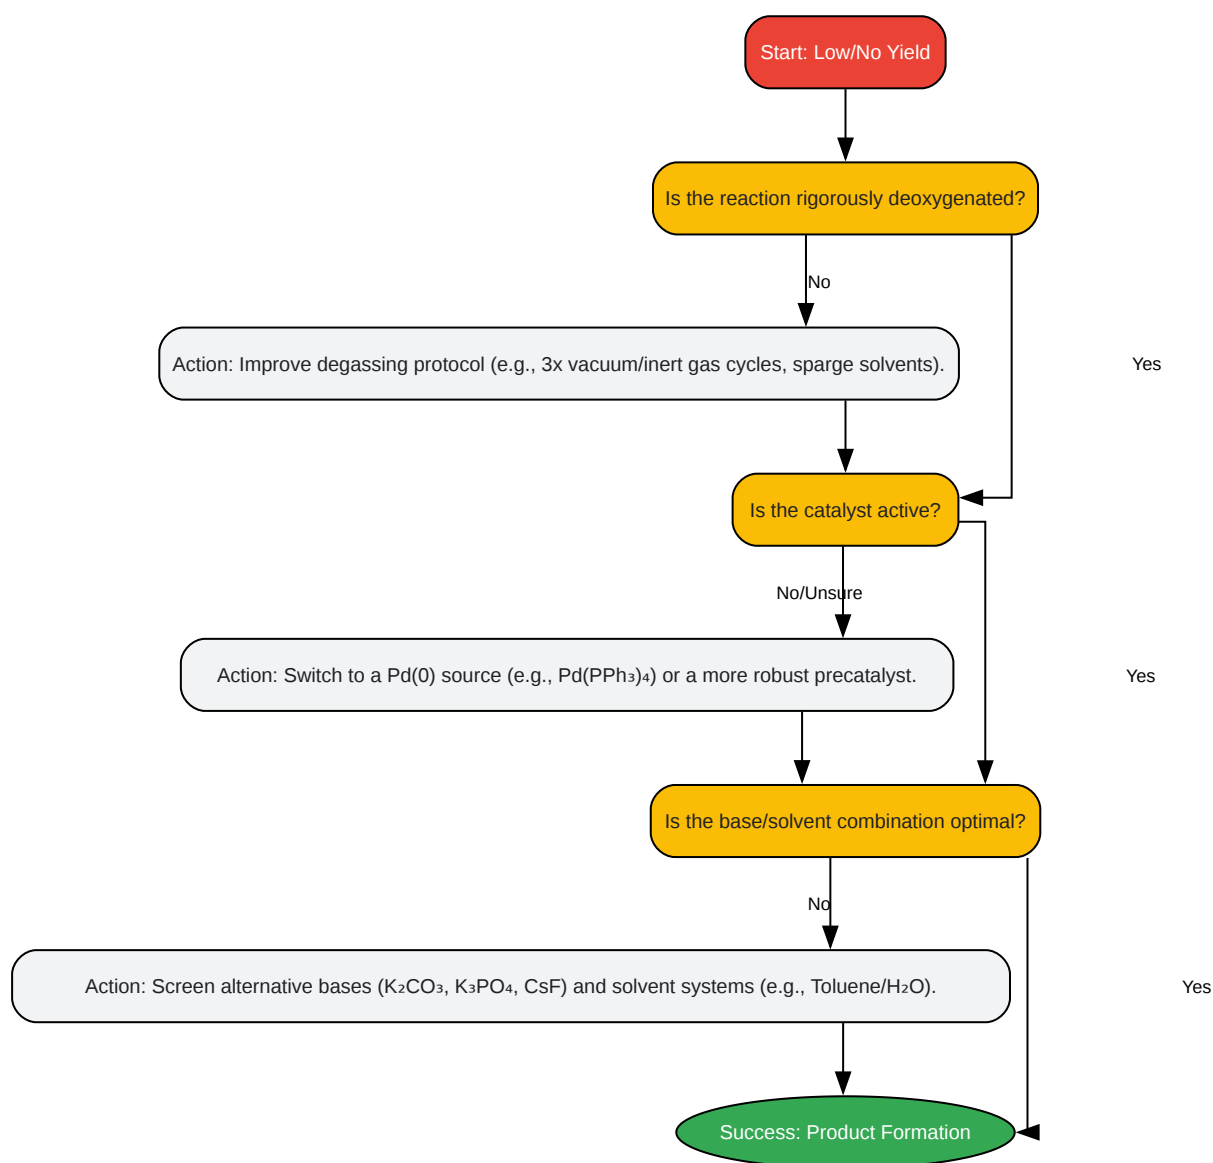 Start: Low/No Yield
Is the reaction rigorously deoxygenated?
No
Action: Improve degassing protocol (e.g., 3x vacuum/inert gas cycles, sparge solvents).
Yes
Is the catalyst active?
No/Unsure
Action: Switch to a Pd(0) source (e.g., Pd(PPh₃)₄) or a more robust precatalyst.
Yes
Is the base/solvent combination optimal?
No
Action: Screen alternative bases (K₂CO₃, K₃PO₄, CsF) and solvent systems (e.g., Toluene/H₂O).
Yes
Success: Product Formation